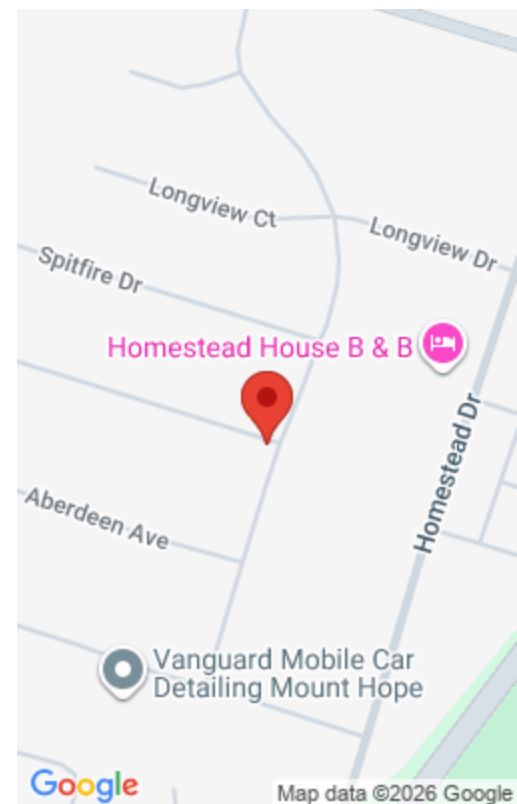 Longview Ct
Longview Dr
Spitfire Dr
Homestead House B & B
Homestead Dr
Aberdeen Ave
Vanguard Mobile Car
Detailing Mount Hope
Google
Map data ©2026 Google